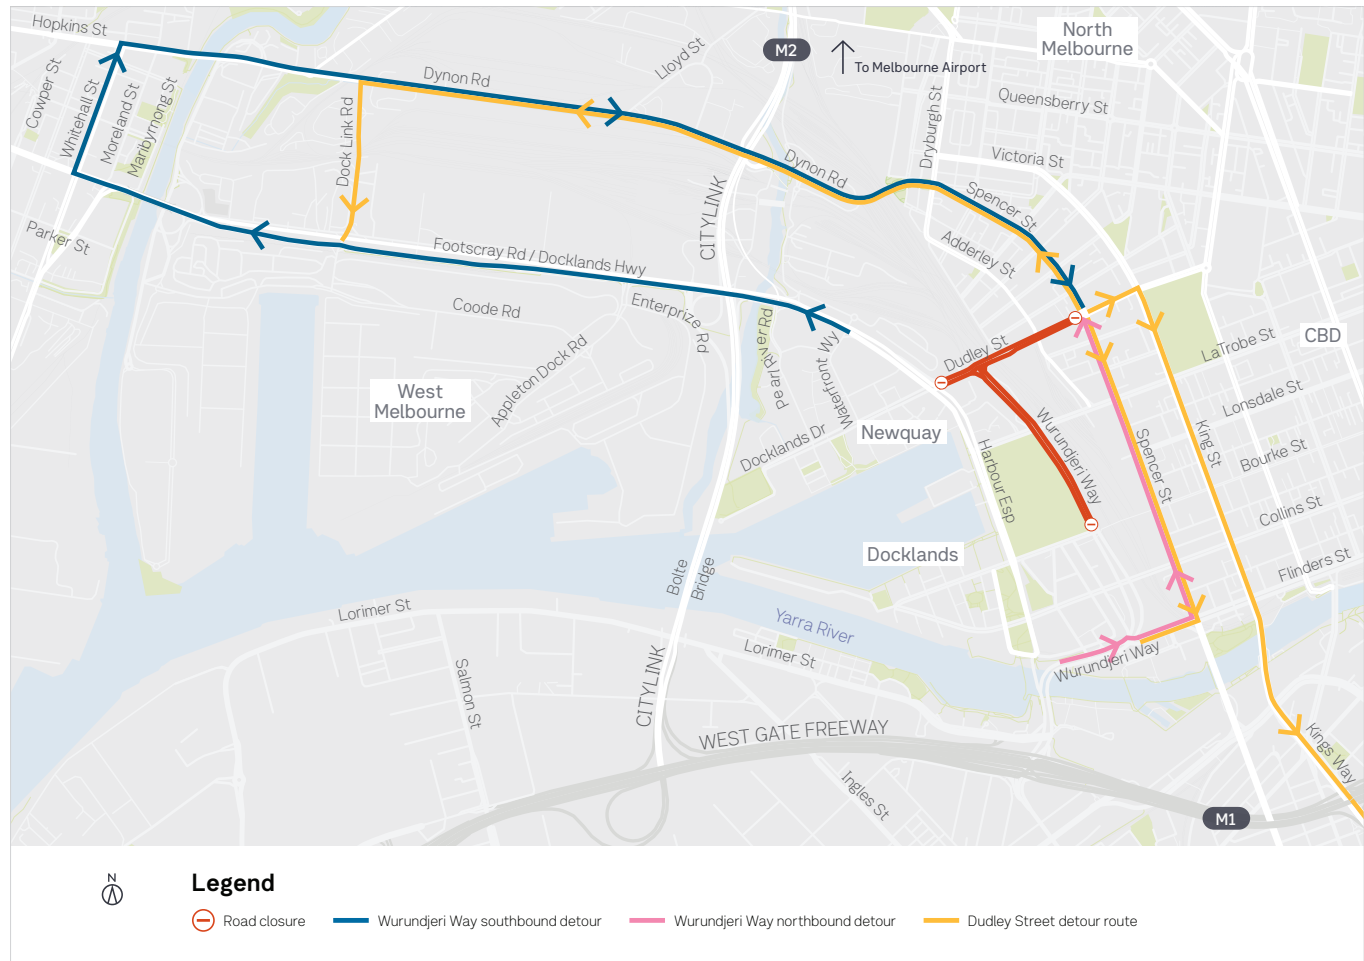 Hopkins St
Cowper St
Whitehall St
Moreland St
Maribyrnong St
Parker St
Dock Link Rd
Dynon Rd
Lloyd St
M2
To Melbourne Airport
North
Melbourne
Queensberry St
Dryburgh St
Victoria St
Dynon Rd
Spencer St
Adderley St
CITYLINK
Footscray Rd / Docklands Hwy
Coode Rd
Enterprize Rd
Appleton Dock Rd
West
Melbourne
Pearl River Rd
Waterfront Wy
Dudley St
Newquay
Docklands Dr
Harbour Esp
Wurundjeri Way
Spencer St
King St
LaTrobe St
CBD
Lonsdale St
Bourke St
Collins St
Flinders St
Docklands
Bolte
Bridge
Yarra River
Lorimer St
Lorimer St
Wurundjeri Way
Salmon St
CITYLINK
WEST GATE FREEWAY
Ingles St
Kings Way
M1
N
Legend
Road closure
Wurundjeri Way southbound detour
Wurundjeri Way northbound detour
Dudley Street detour route